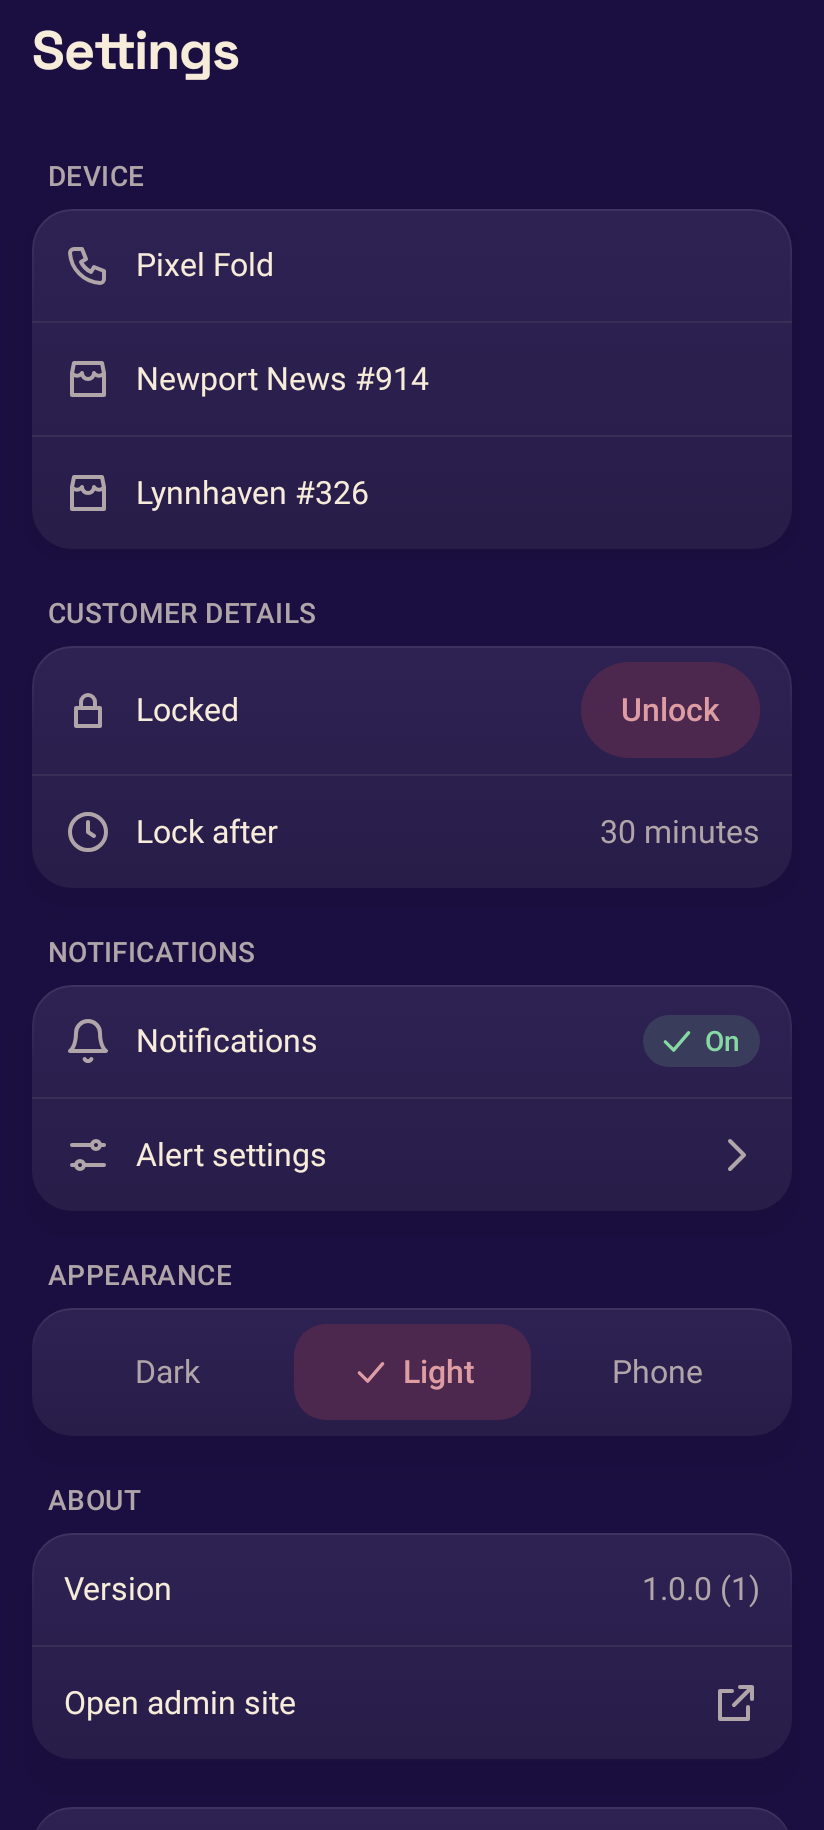 Settings
DEVICE
Pixel Fold
Newport News #914
Lynnhaven #326
CUSTOMER DETAILS
Locked
Unlock
Lock after
30 minutes
NOTIFICATIONS
Notifications
On
Alert settings
APPEARANCE
Dark
Light
Phone
ABOUT
Version
1.0.0 (1)
Open admin site